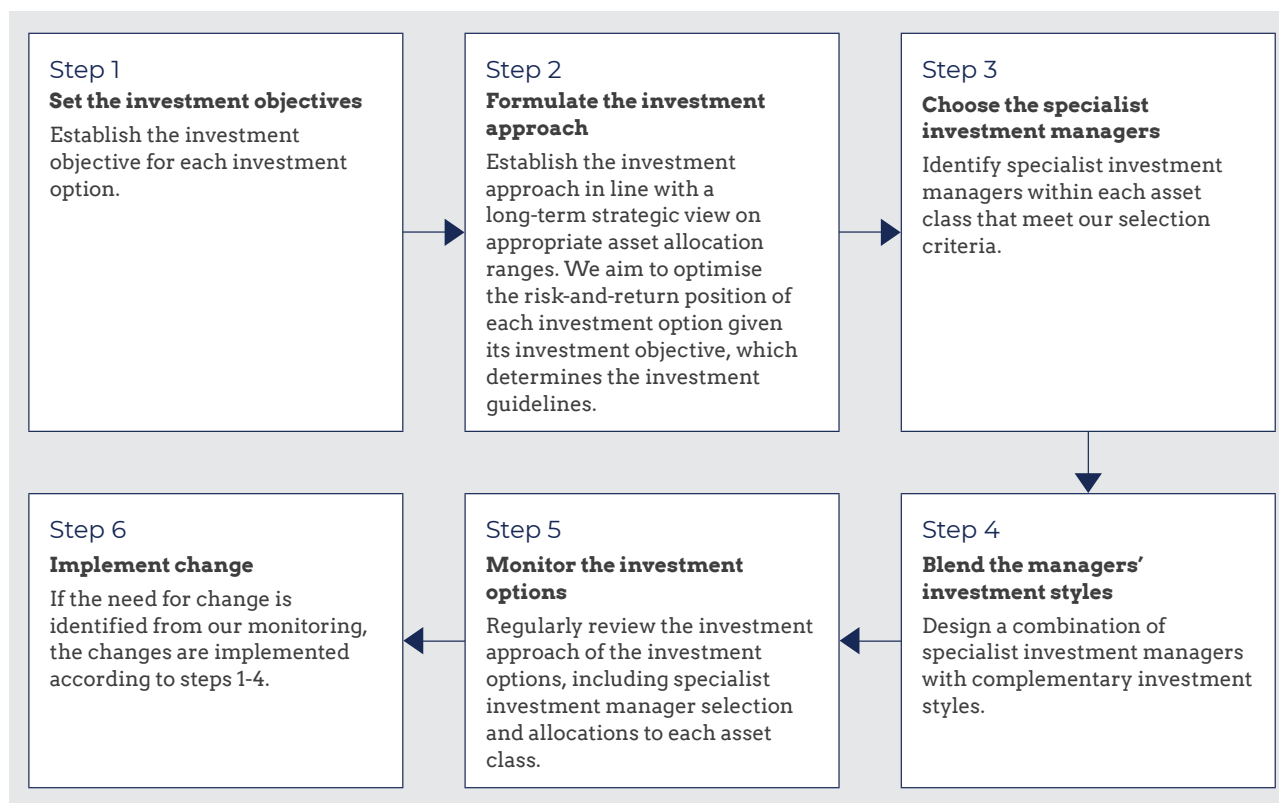 Step 1
Set the investment objectives
Establish the investment
objective for each investment
option.
Step 2
Formulate the investment
approach
Establish the investment
approach in line with a
long-term strategic view on
appropriate asset allocation
ranges. We aim to optimise
the risk-and-return position of
each investment option given
its investment objective, which
determines the investment
guidelines.
Step 3
Choose the specialist
investment managers
Identify specialist investment
managers within each asset
class that meet our selection
criteria.
Step 4
Blend the managers’
investment styles
Design a combination of
specialist investment managers
with complementary investment
styles.
Step 5
Monitor the investment
options
Regularly review the investment
approach of the investment
options, including specialist
investment manager selection
and allocations to each asset
class.
Step 6
Implement change
If the need for change is
identified from our monitoring,
the changes are implemented
according to steps 1-4.